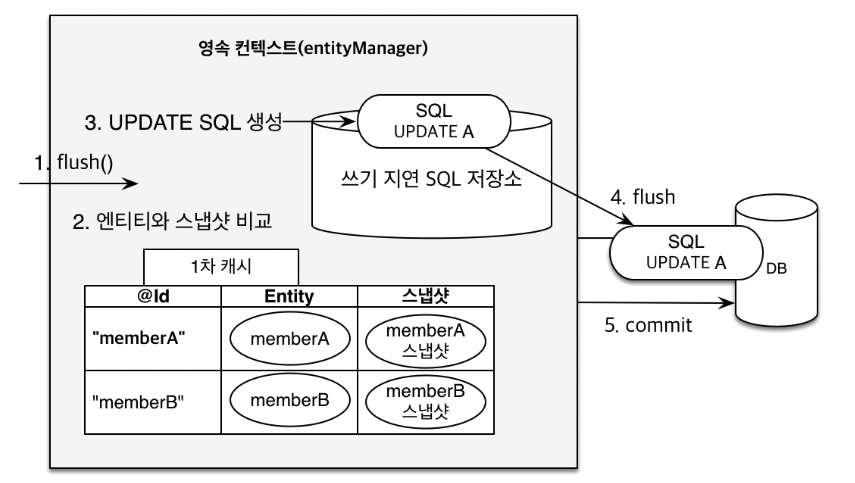 영속 컨텍스트(entityManager)
3. UPDATE SQL 생성
SQL
UPDATE A
1. flush()
쓰기 지연 SQL 저장소
4. flush
2. 엔티티와 스냅샷 비교
SQL
UPDATE A
DB
1차 캐시
@Id Entity 스냅샷
5. commit
"memberA" memberA memberA
스냅샷
"memberB" memberB memberB
스냅샷